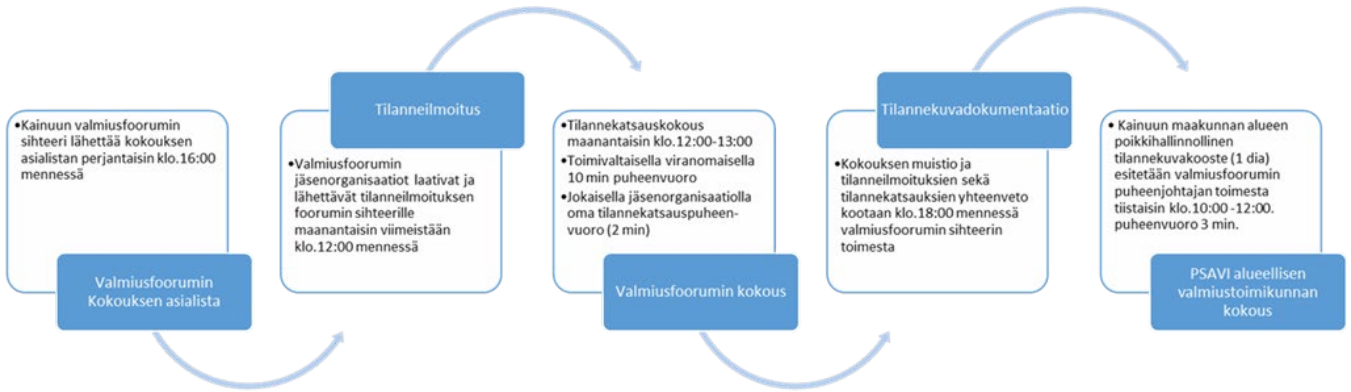 •Kainuun valmiusfoorumin
sihteeri lähettää kokouksen
asialistan perjantaisin klo.16:00
mennessä
Valmiusfoorumin
Kokouksen asialista
Tilanneilmoitus
•Valmiusfoorumin
jäsenorganisaatiot laativat ja
lähettävät tilanneilmoituksen
foorumin sihteerille
maanantaisin viimeistään
klo.12:00 mennessä
•Tilannekatsauskokous
maanantaisin klo.12:00-13:00
•Toimivaltaisella viranomaisella
10 min puheenvuoro
•Jokaisella jäsenorganisaatiolla
oma tilannekatsauspuheen-
vuoro (2 min)
Valmiusfoorumin kokous
Tilannekuvadokumentaatio
•Kokouksen muistio ja
tilanneilmoituksien sekä
tilannekatsauksien yhteenveto
kootaan klo.18:00 mennessä
valmiusfoorumin sihteerin
toimesta
• Kainuun maakunnan alueen
poikkihallinnollinen
tilannekuvakooste (1 dia)
esitetään valmiusfoorumin
puheenjohtajan toimesta
tiistaisin klo.10:00 -12:00.
puheenvuoro 3 min.
PSAVI alueellisen
valmiustoimikunnan
kokous